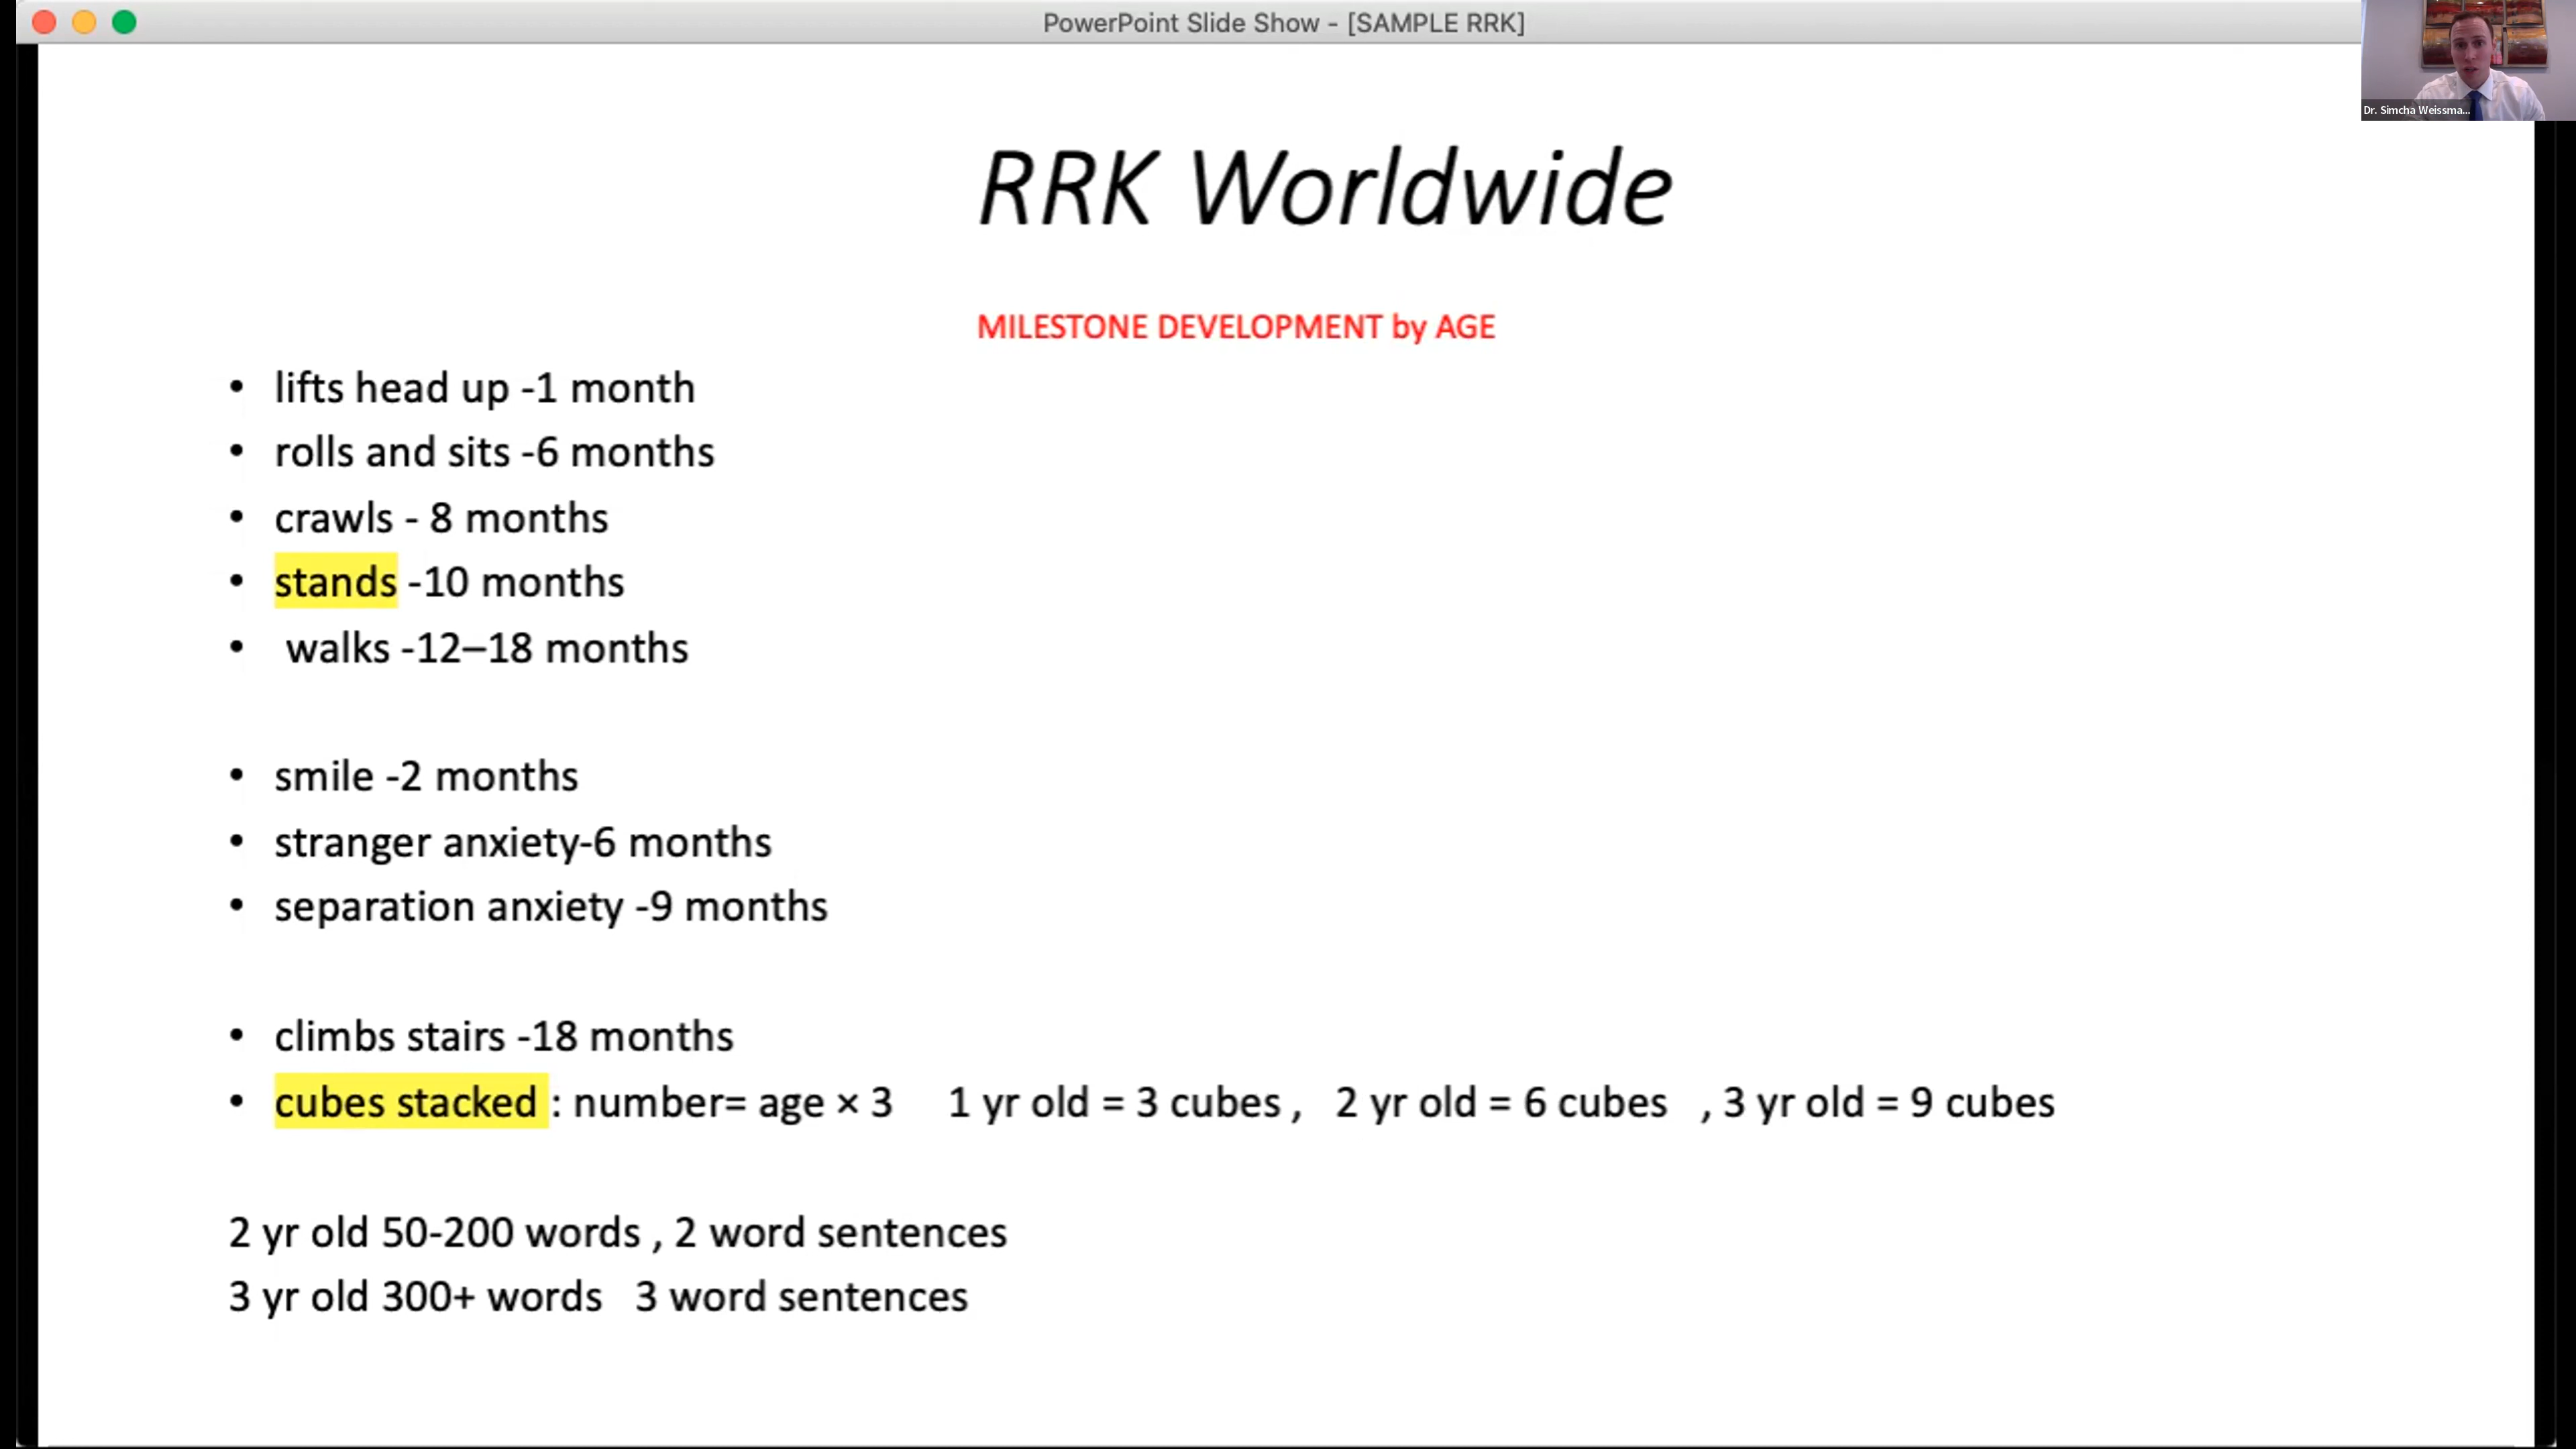 PowerPoint Slide Show - [SAMPLE RRK]
Dr. Simcha Weissma...
RRK Worldwide
MILESTONE DEVELOPMENT by AGE
• lifts head up -1 month
• rolls and sits -6 months
• crawls - 8 months
• stands -10 months
• walks -12–18 months
• smile -2 months
• stranger anxiety-6 months
• separation anxiety -9 months
• climbs stairs -18 months
• cubes stacked : number= age × 3 1 yr old = 3 cubes , 2 yr old = 6 cubes , 3 yr old = 9 cubes
2 yr old 50-200 words , 2 word sentences
3 yr old 300+ words 3 word sentences